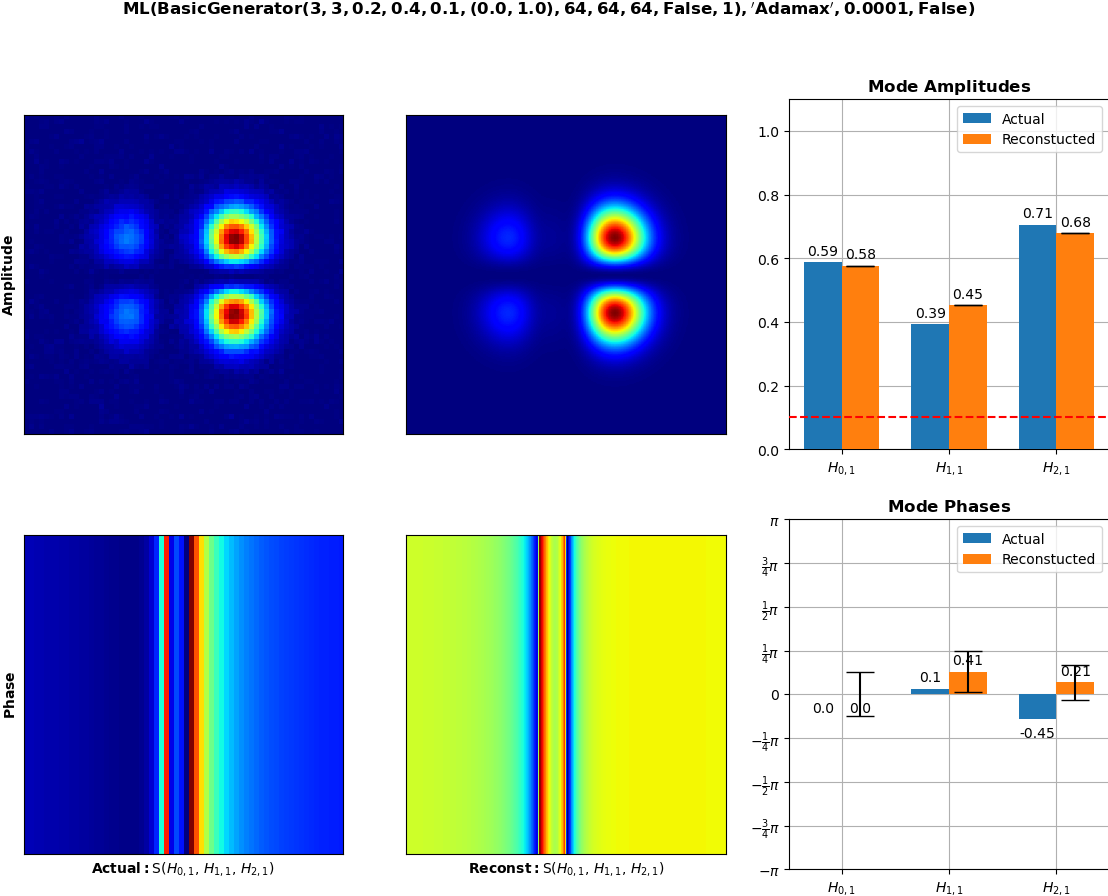 ML(BasicGenerator(3, 3, 0.2, 0.4, 0.1, (0.0, 1.0), 64, 64, 64, False, 1), 'Adamax', 0.0001, False)
Amplitude
Mode Amplitudes
Actual
Reconstucted
1.0
0.8
0.6
0.4
0.2
0.0
0.59
0.58
0.39
0.45
0.71
0.68
H0, 1
H1, 1
H2, 1
Phase
Actual: S(H0, 1, H1, 1, H2, 1)
Reconst: S(H0, 1, H1, 1, H2, 1)
Mode Phases
Actual
Reconstucted
π
3/4π
1/2π
1/4π
0
−1/4π
−1/2π
−3/4π
−π
0.0
0.0
0.1
0.41
-0.45
0.21
H0, 1
H1, 1
H2, 1